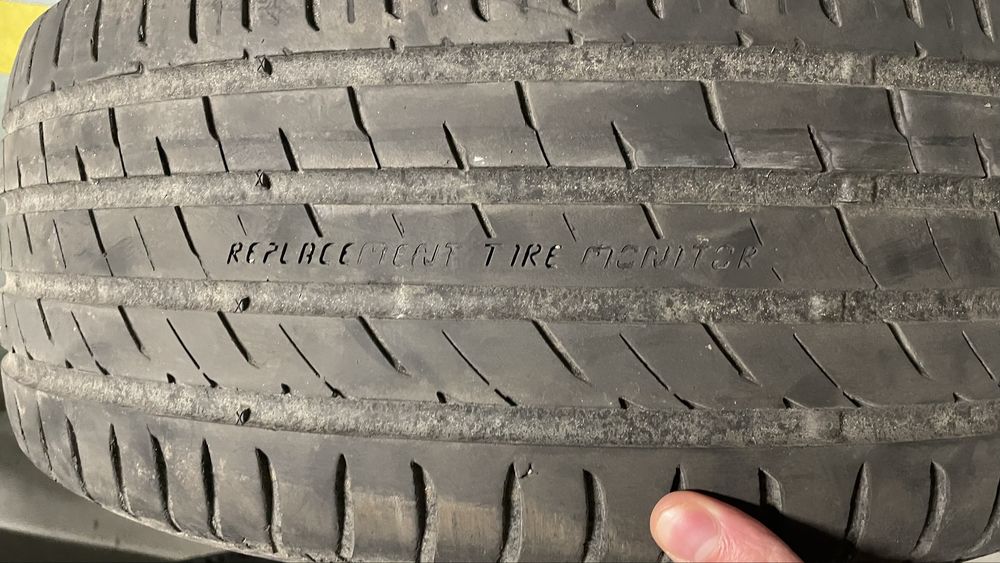 REPLACEMENT TIRE MONITOR